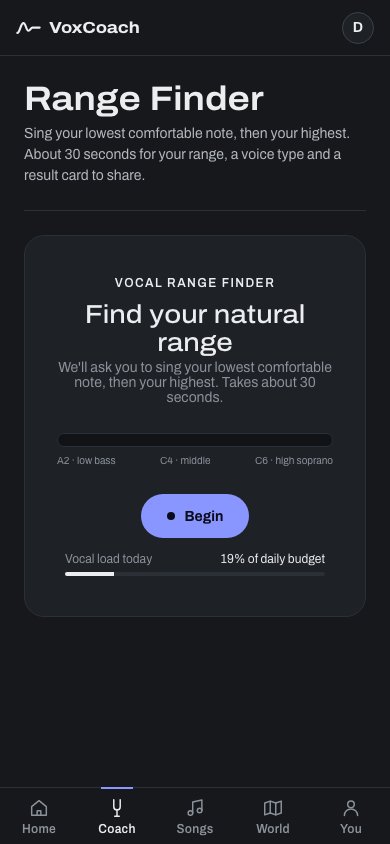 VoxCoach
D
Range Finder
Sing your lowest comfortable note, then your highest.
About 30 seconds for your range, a voice type and a
result card to share.
VOCAL RANGE FINDER
Find your natural
range
We'll ask you to sing your lowest comfortable
note, then your highest. Takes about 30
seconds.
A2 · low bass C4 · middle C6 · high soprano
Begin
Vocal load today 19% of daily budget
Home Coach Songs World You